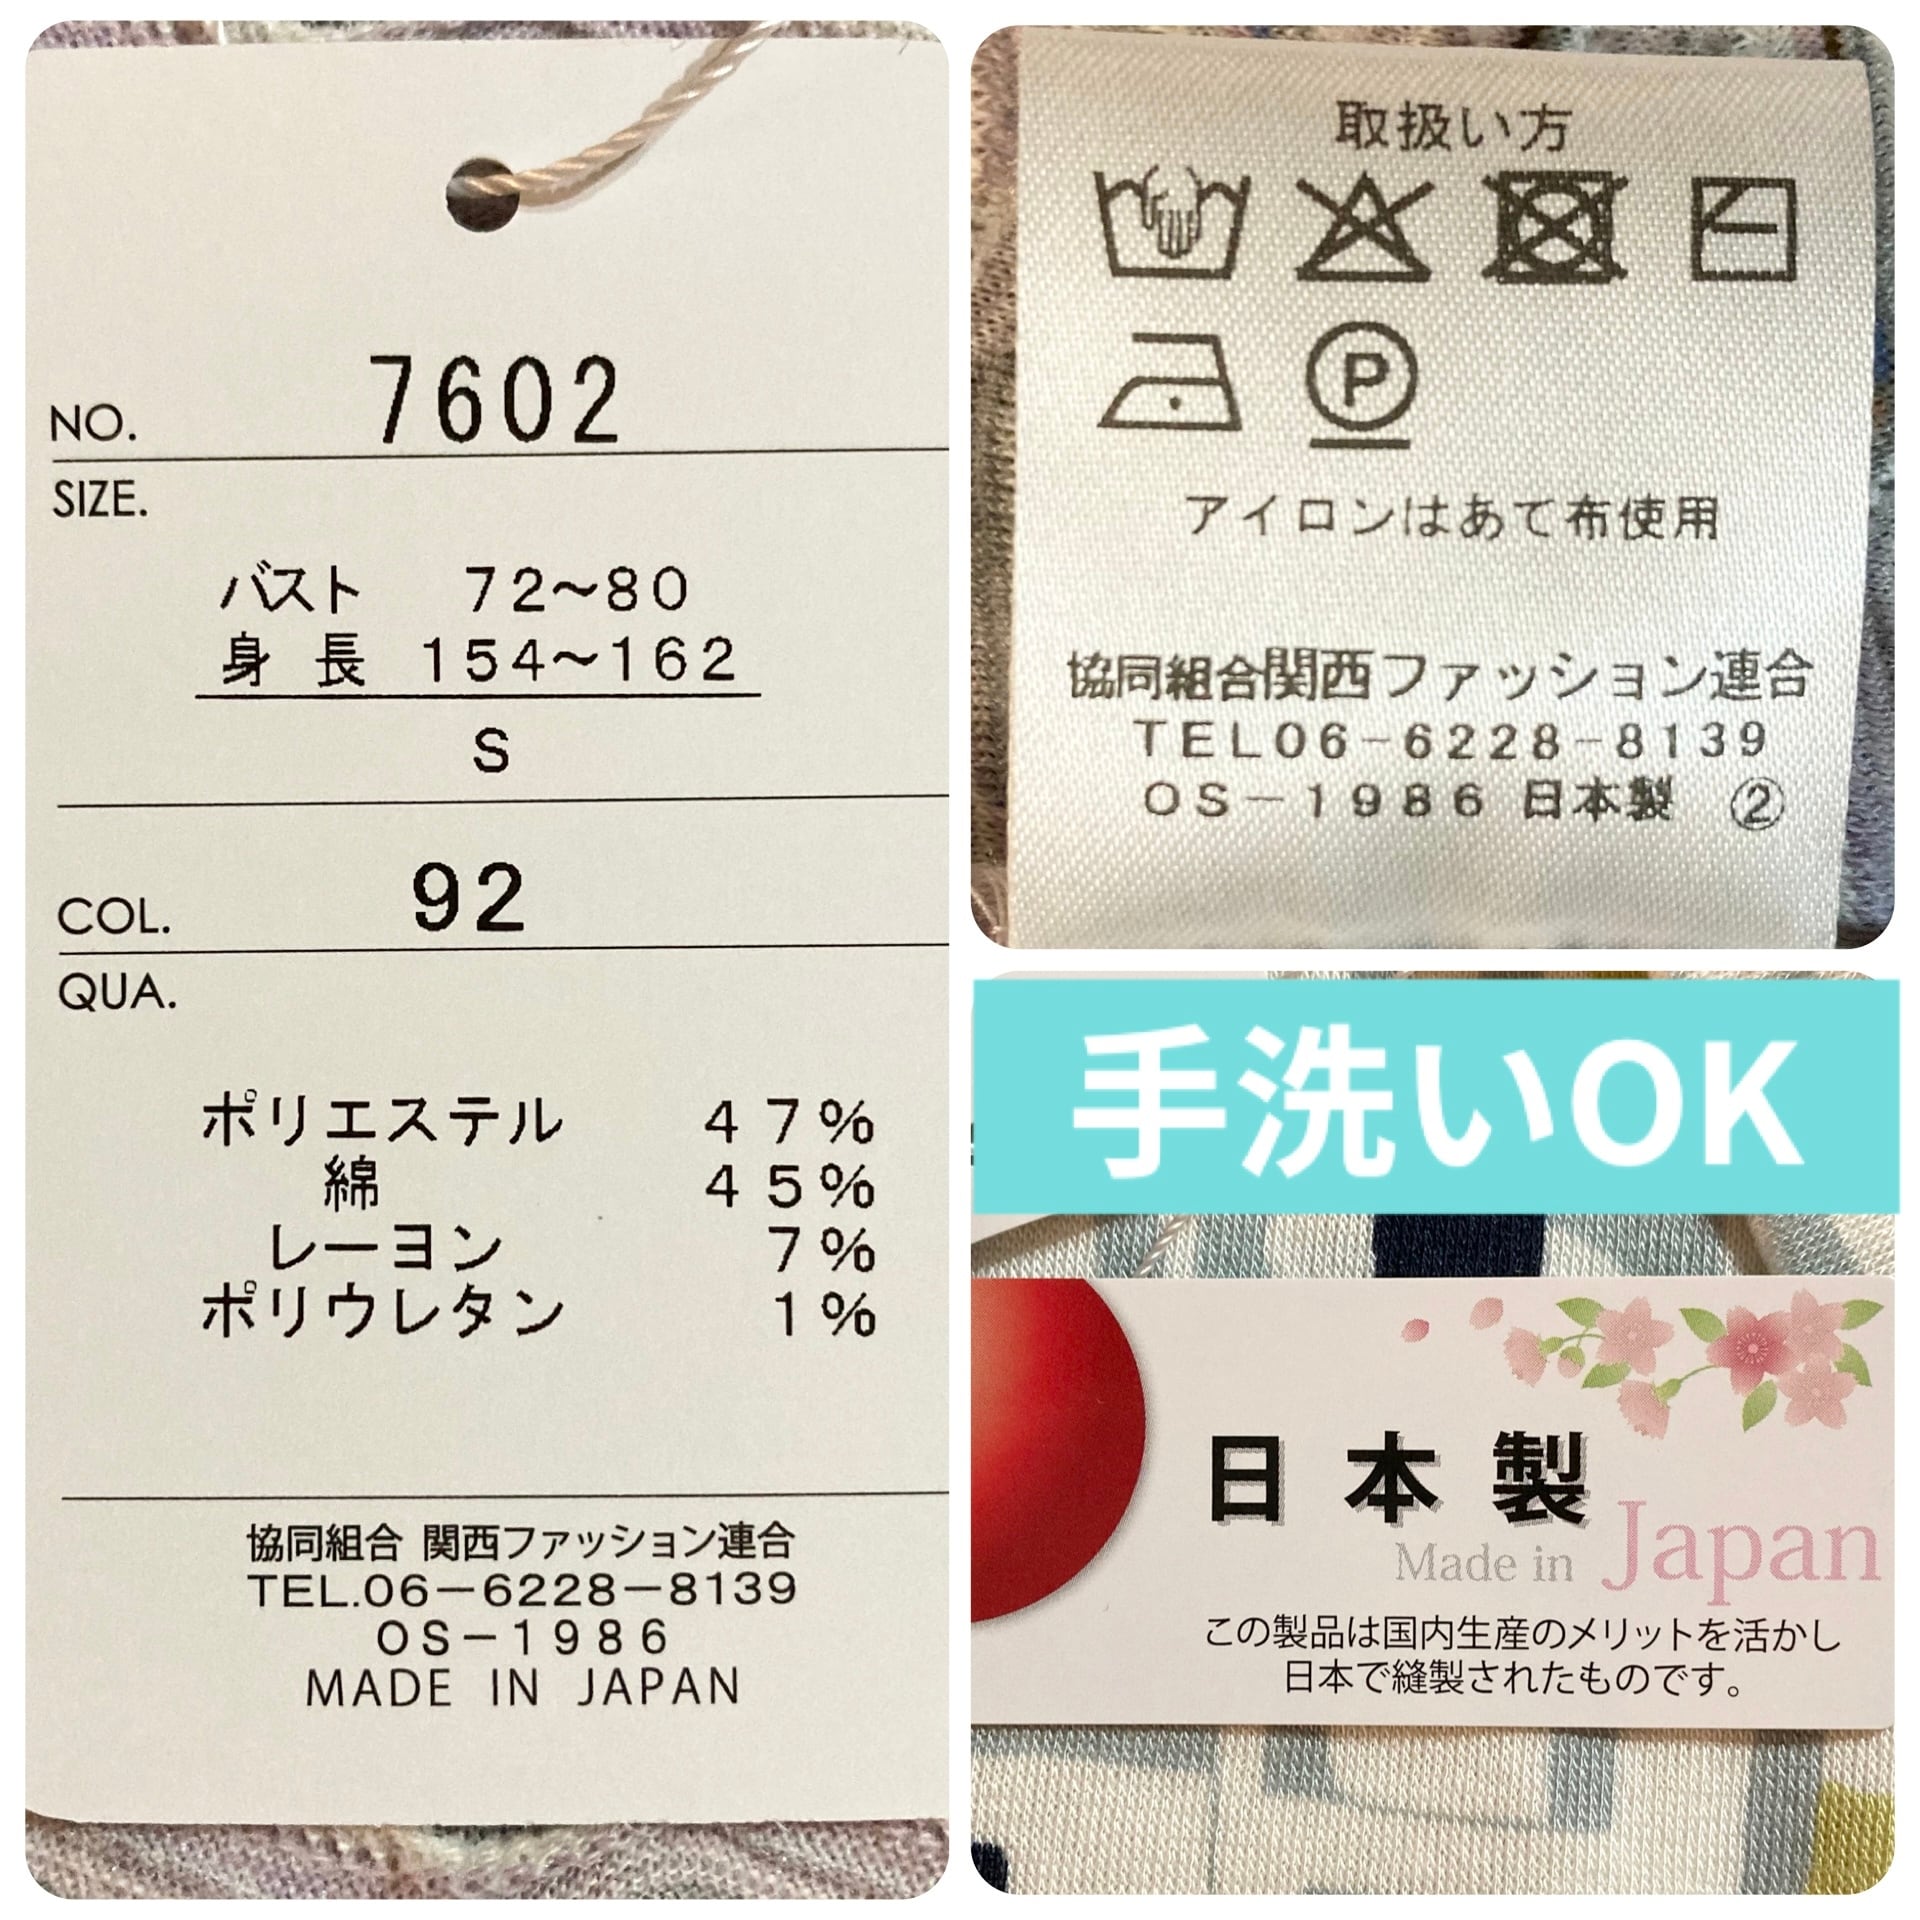 NO. 7602
SIZE.
バスト 72～80
身長 154～162
S
COL. 92
QUA.
ポリエステル 47%
綿 45%
レーヨン 7%
ポリウレタン 1%
協同組合 関西ファッション連合
TEL.06－6228－8139
OS－1986
MADE IN JAPAN
取扱い方
P
アイロンはあて布使用
協同組合関西ファッション連合
TEL06－6228－8139
OS－1986 日本製 ②
手洗いOK
日本製
Made in Japan
この製品は国内生産のメリットを活かし
日本で縫製されたものです。